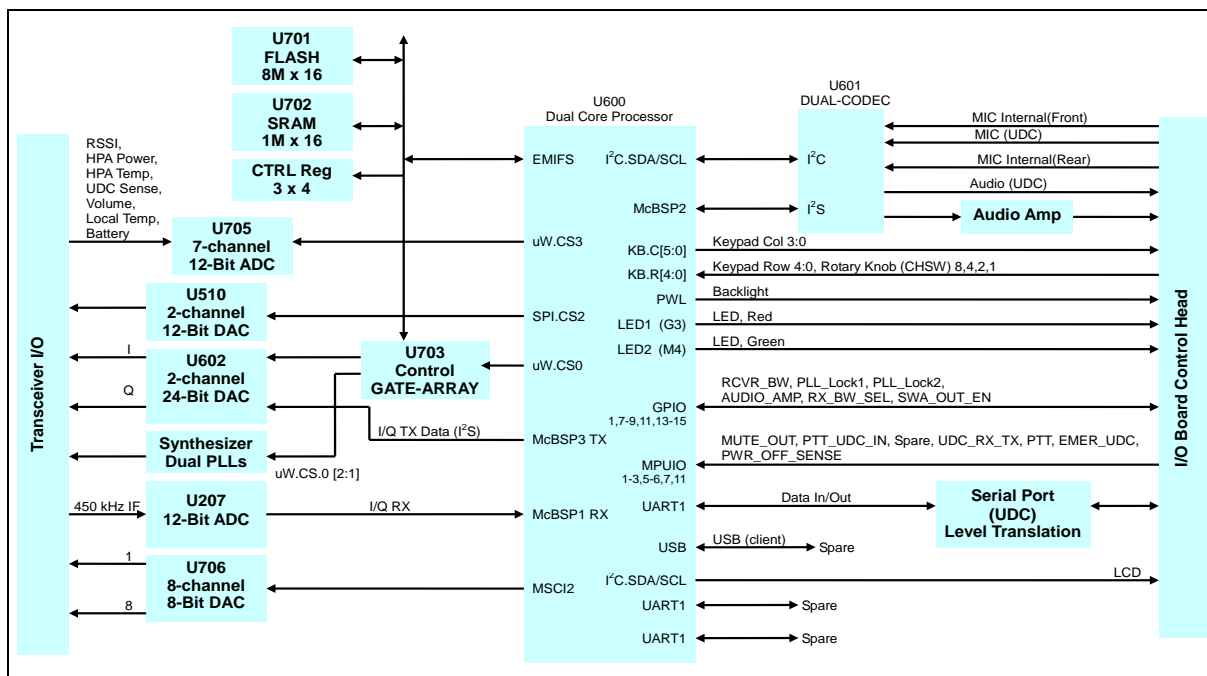 U701
FLASH
8M x 16
U702
SRAM
1M x 16
CTRL Reg
3 x 4
RSSI,
HPA Power,
HPA Temp,
UDC Sense,
Volume,
Local Temp,
Battery
U705
7-channel
12-Bit ADC
U510
2-channel
12-Bit DAC
I
Q
U602
2-channel
24-Bit DAC
U703
Control
GATE-ARRAY
Synthesizer
Dual PLLs
uW.CS.0 [2:1]
I/Q TX Data (I²S)
450 kHz IF
U207
12-Bit ADC
I/Q RX
1
8
U706
8-channel
8-Bit DAC
Transceiver I/O
U600
Dual Core Processor
EMIFS
uW.CS3
SPI.CS2
uW.CS0
McBSP3 TX
McBSP1 RX
MSCI2
I²C.SDA/SCL
McBSP2
KB.C[5:0]
KB.R[4:0]
PWL
LED1 (G3)
LED2 (M4)
GPIO
1,7-9,11,13-15
MPUIO
1-3,5-6,7,11
UART1
USB
I²C.SDA/SCL
UART1
UART1
U601
DUAL-CODEC
I²C
I²S
MIC Internal(Front)
MIC (UDC)
MIC Internal(Rear)
Audio (UDC)
Audio Amp
Keypad Col 3:0
Keypad Row 4:0, Rotary Knob (CHSW) 8,4,2,1
Backlight
LED, Red
LED, Green
RCVR_BW, PLL_Lock1, PLL_Lock2,
AUDIO_AMP, RX_BW_SEL, SWA_OUT_EN
MUTE_OUT, PTT_UDC_IN, Spare, UDC_RX_TX, PTT, EMER_UDC,
PWR_OFF_SENSE
Data In/Out
Serial Port
(UDC)
Level Translation
USB (client)
Spare
LCD
Spare
Spare
I/O Board Control Head